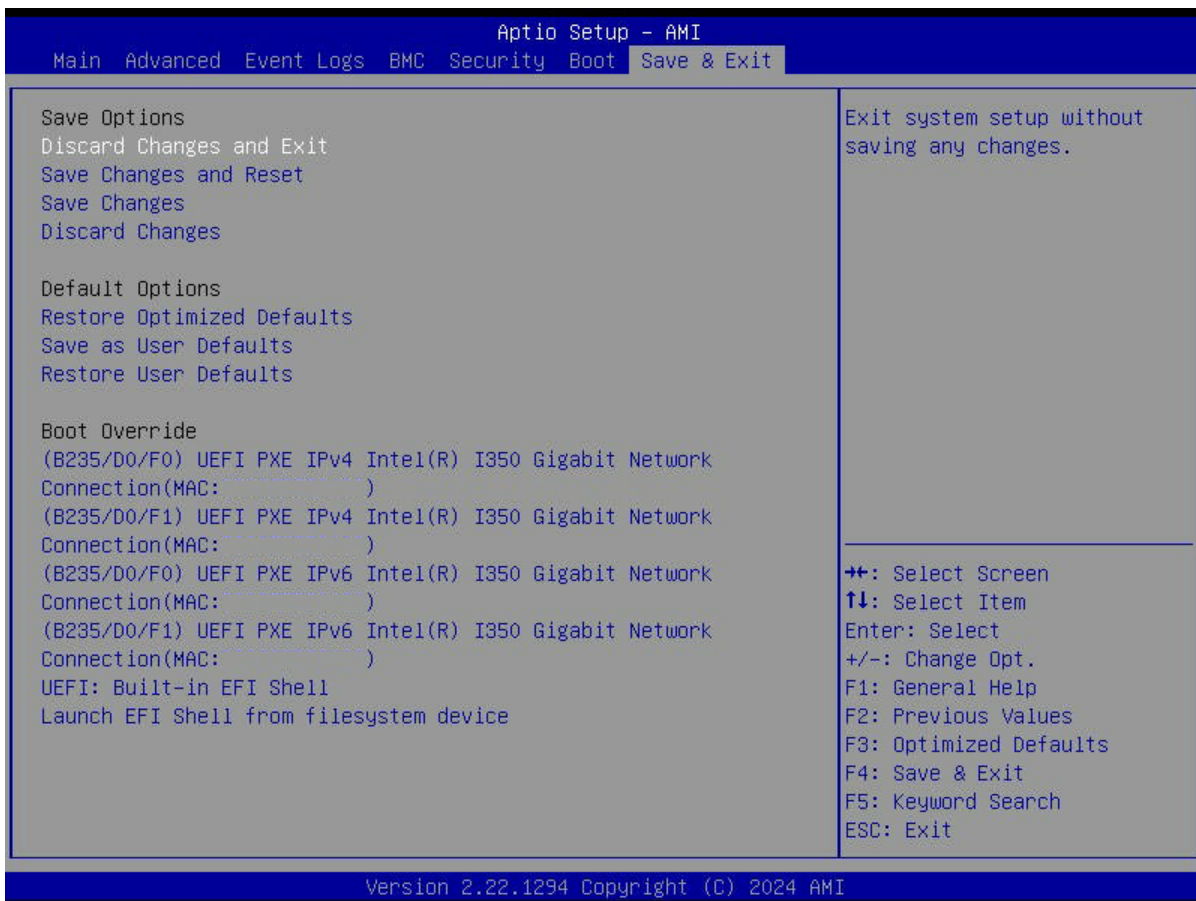 Aptio Setup – AMI
Main Advanced Event Logs BMC Security Boot Save & Exit
Save Options
Discard Changes and Exit
Save Changes and Reset
Save Changes
Discard Changes
Default Options
Restore Optimized Defaults
Save as User Defaults
Restore User Defaults
Boot Override
(B235/D0/F0) UEFI PXE IPv4 Intel(R) I350 Gigabit Network
Connection(MAC: )
(B235/D0/F1) UEFI PXE IPv4 Intel(R) I350 Gigabit Network
Connection(MAC: )
(B235/D0/F0) UEFI PXE IPv6 Intel(R) I350 Gigabit Network
Connection(MAC: )
(B235/D0/F1) UEFI PXE IPv6 Intel(R) I350 Gigabit Network
Connection(MAC: )
UEFI: Built-in EFI Shell
Launch EFI Shell from filesystem device
Exit system setup without
saving any changes.
→←: Select Screen
↑↓: Select Item
Enter: Select
+/-: Change Opt.
F1: General Help
F2: Previous Values
F3: Optimized Defaults
F4: Save & Exit
F5: Keyword Search
ESC: Exit
Version 2.22.1294 Copyright (C) 2024 AMI